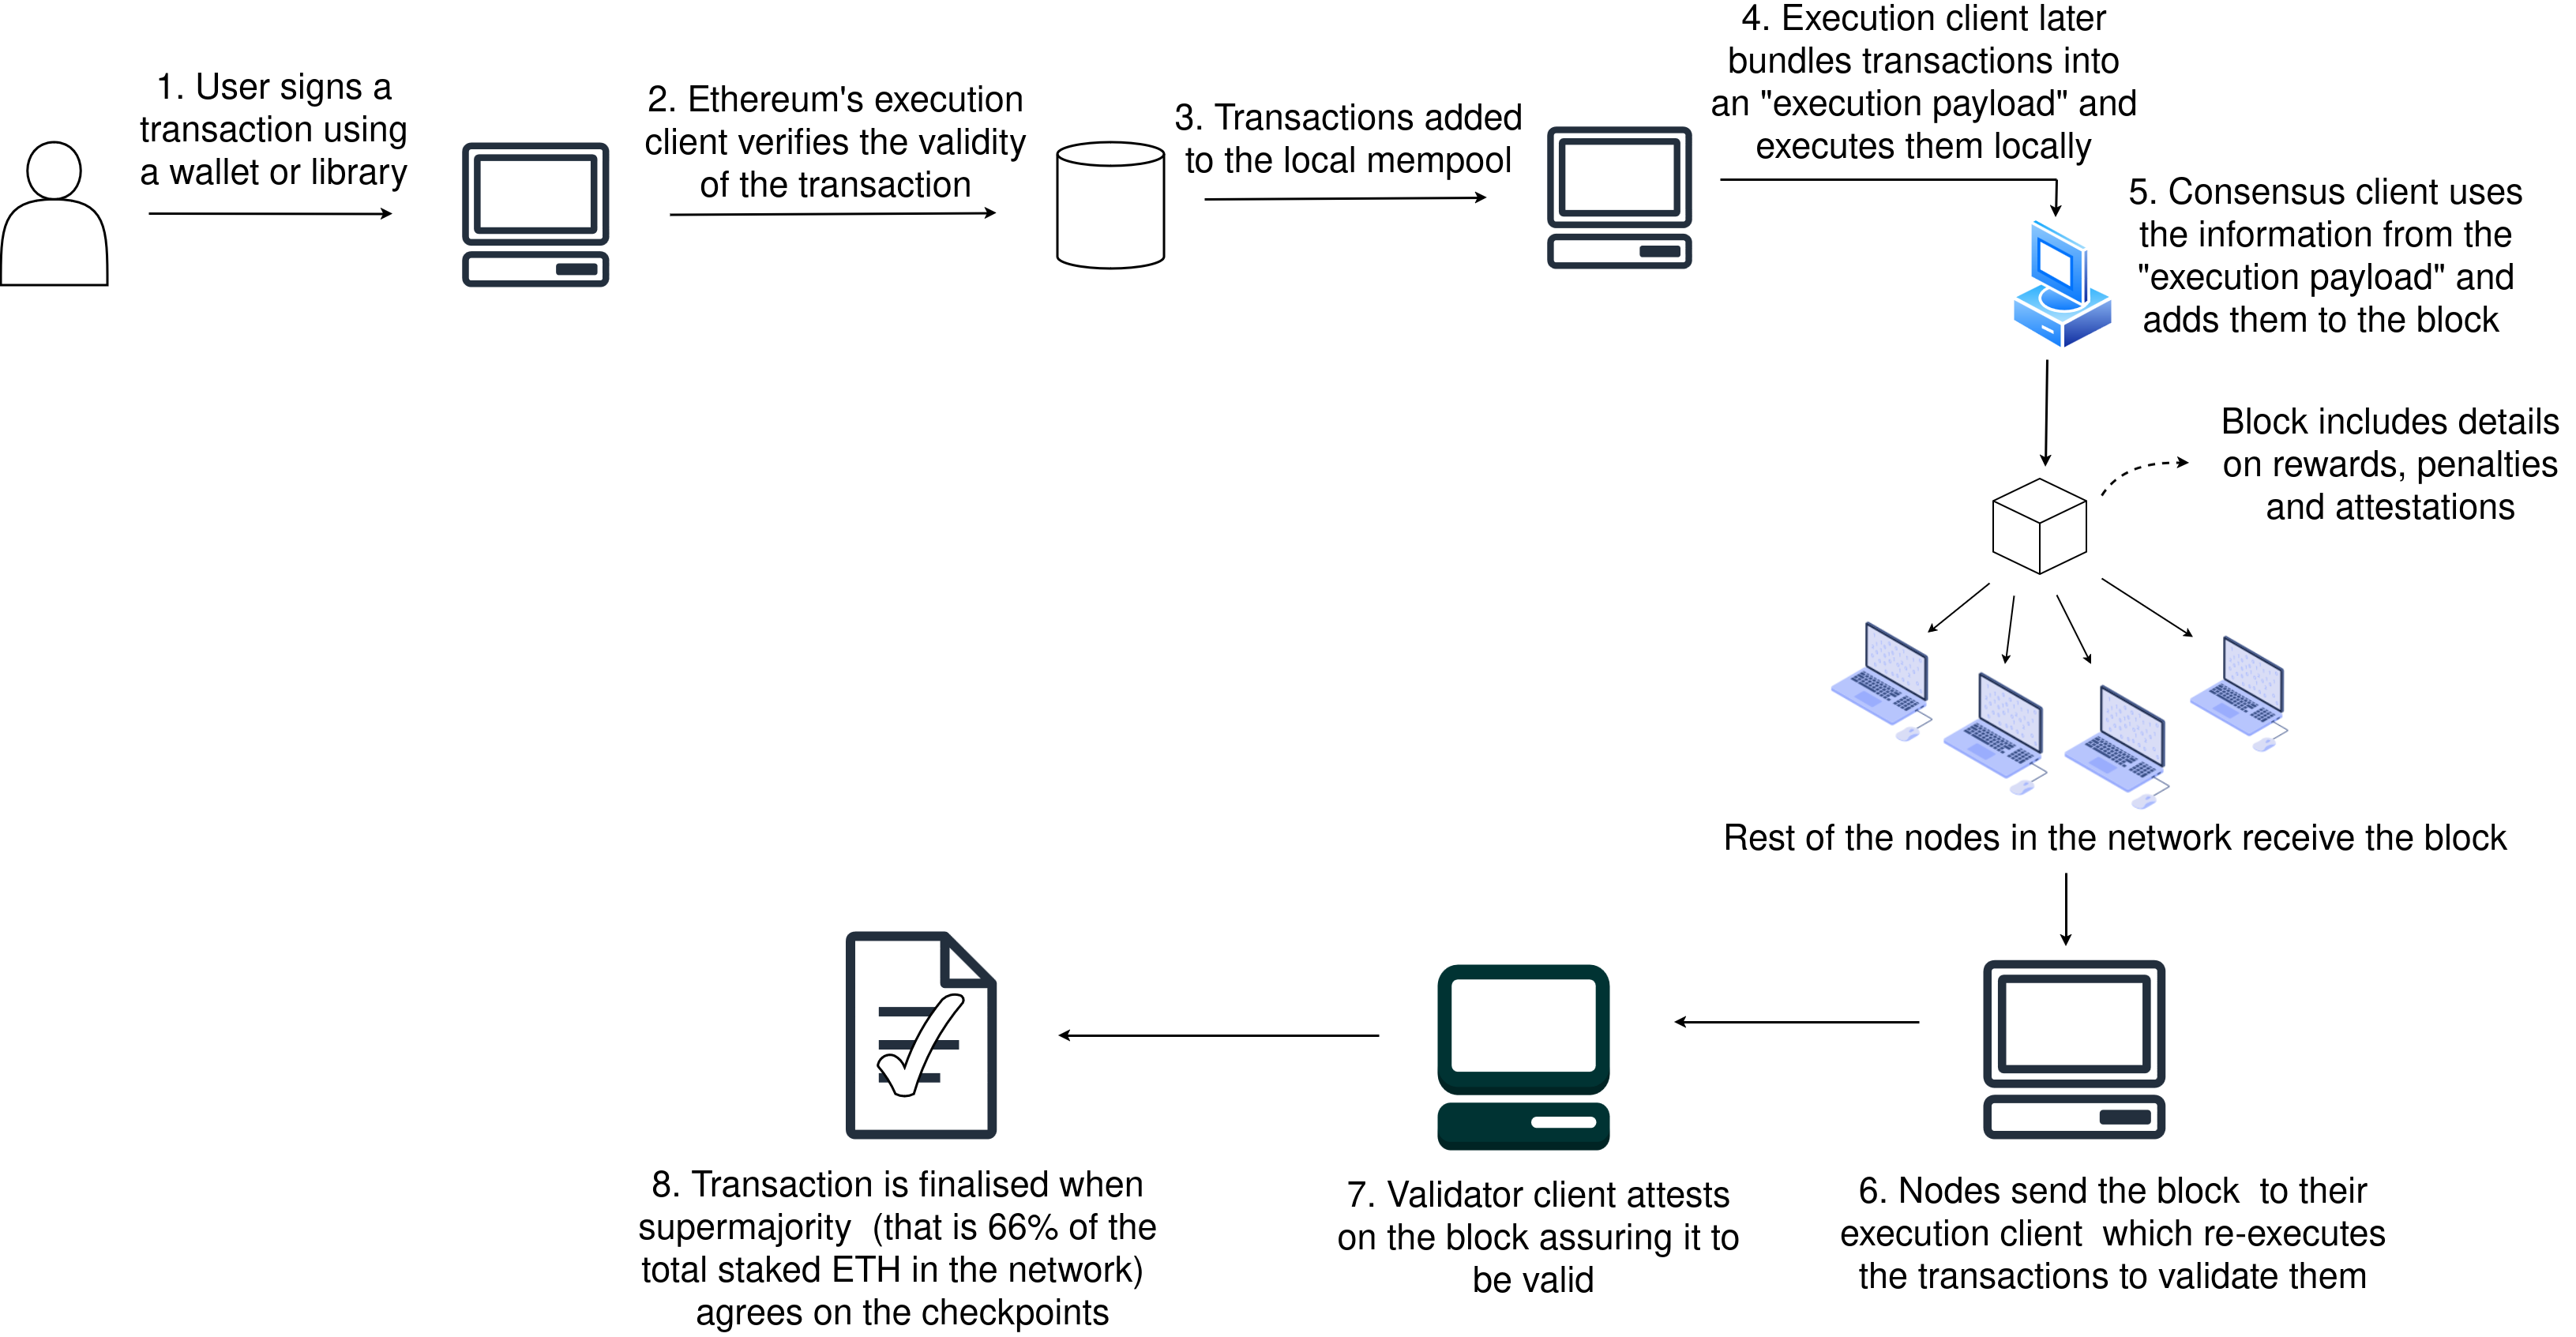 1. User signs a
transaction using
a wallet or library
2. Ethereum's execution
client verifies the validity
of the transaction
3. Transactions added
to the local mempool
4. Execution client later
bundles transactions into
an "execution payload" and
executes them locally
5. Consensus client uses
the information from the
"execution payload" and
adds them to the block
Block includes details
on rewards, penalties
and attestations
Rest of the nodes in the network receive the block
6. Nodes send the block  to their
execution client  which re-executes
the transactions to validate them
7. Validator client attests
on the block assuring it to
be valid
8. Transaction is finalised when
supermajority  (that is 66% of the
total staked ETH in the network)
agrees on the checkpoints